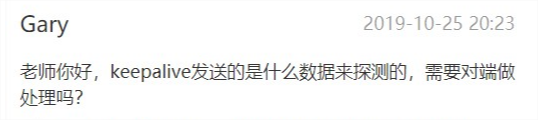 Gary
2019-10-25 20:23
老师你好，keepalive发送的是什么数据来探测的，需要对端做
处理吗？